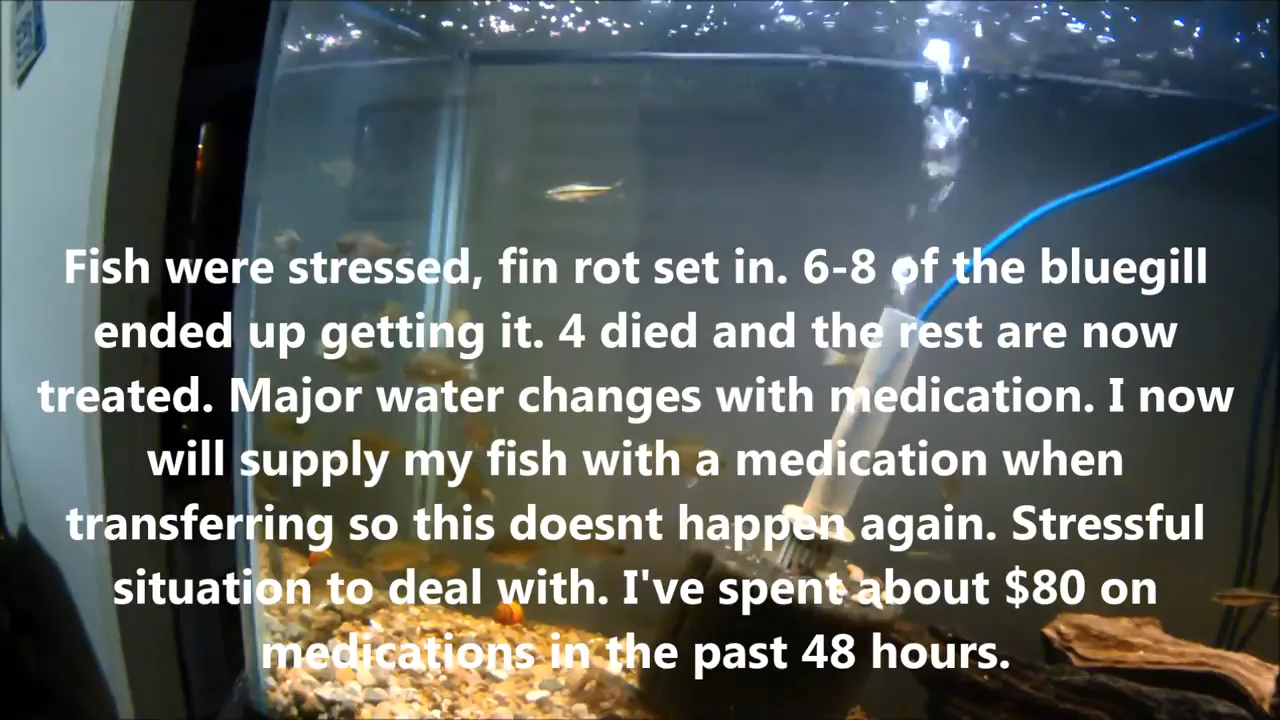 Fish were stressed, fin rot set in. 6-8 of the bluegill
ended up getting it. 4 died and the rest are now
treated. Major water changes with medication. I now
will supply my fish with a medication when
transferring so this doesnt happen again. Stressful
situation to deal with. I've spent about $80 on
medications in the past 48 hours.